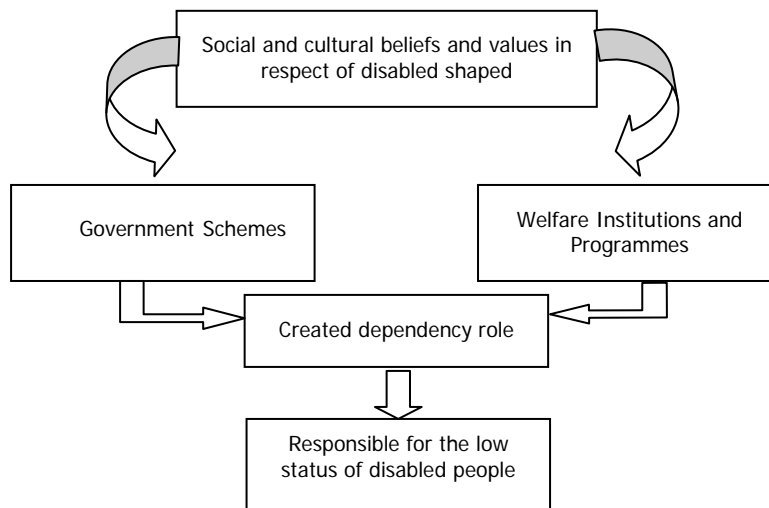 Social and cultural beliefs and values in
respect of disabled shaped
Government Schemes
Welfare Institutions and
Programmes
Created dependency role
Responsible for the low
status of disabled people